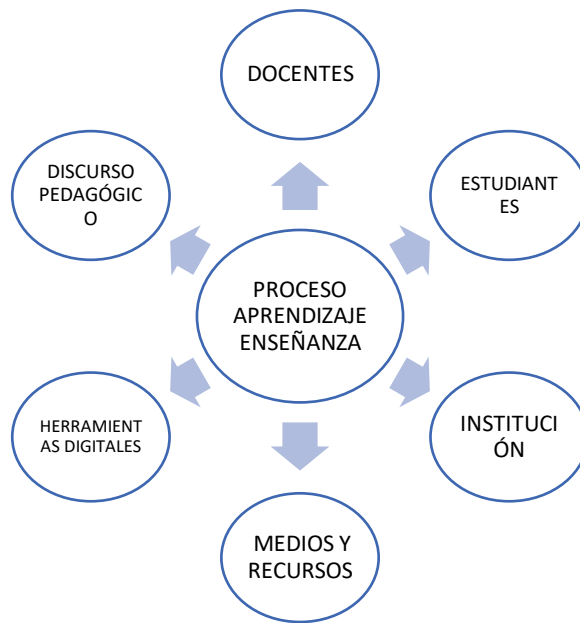 DOCENTES
DISCURSO
PEDAGÓGIC
O
ESTUDIANT
ES
PROCESO
APRENDIZAJE
ENSEÑANZA
HERRAMIENT
AS DIGITALES
INSTITUCI
ÓN
MEDIOS Y
RECURSOS